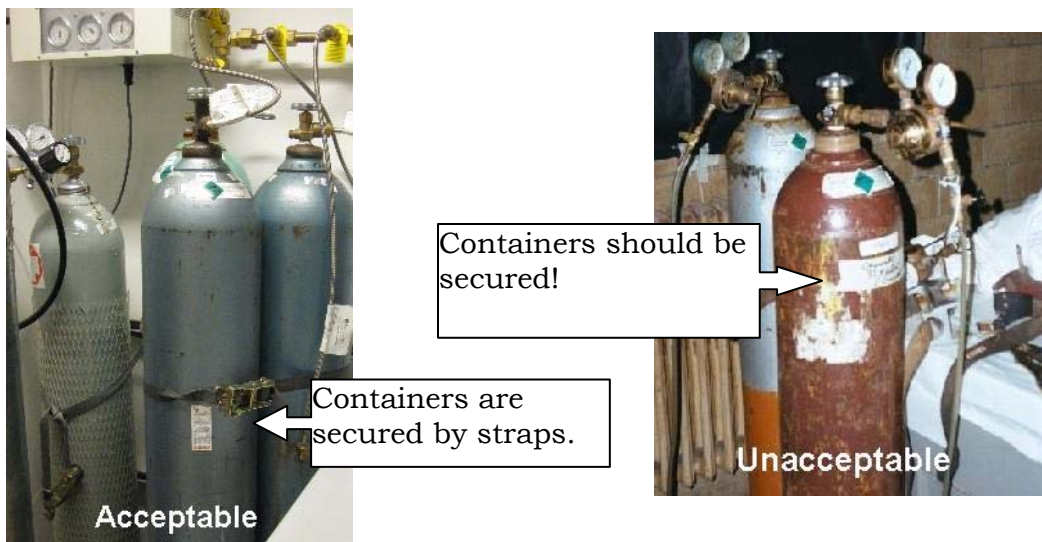 Containers should be
secured!
Containers are
secured by straps.
Unacceptable
Acceptable